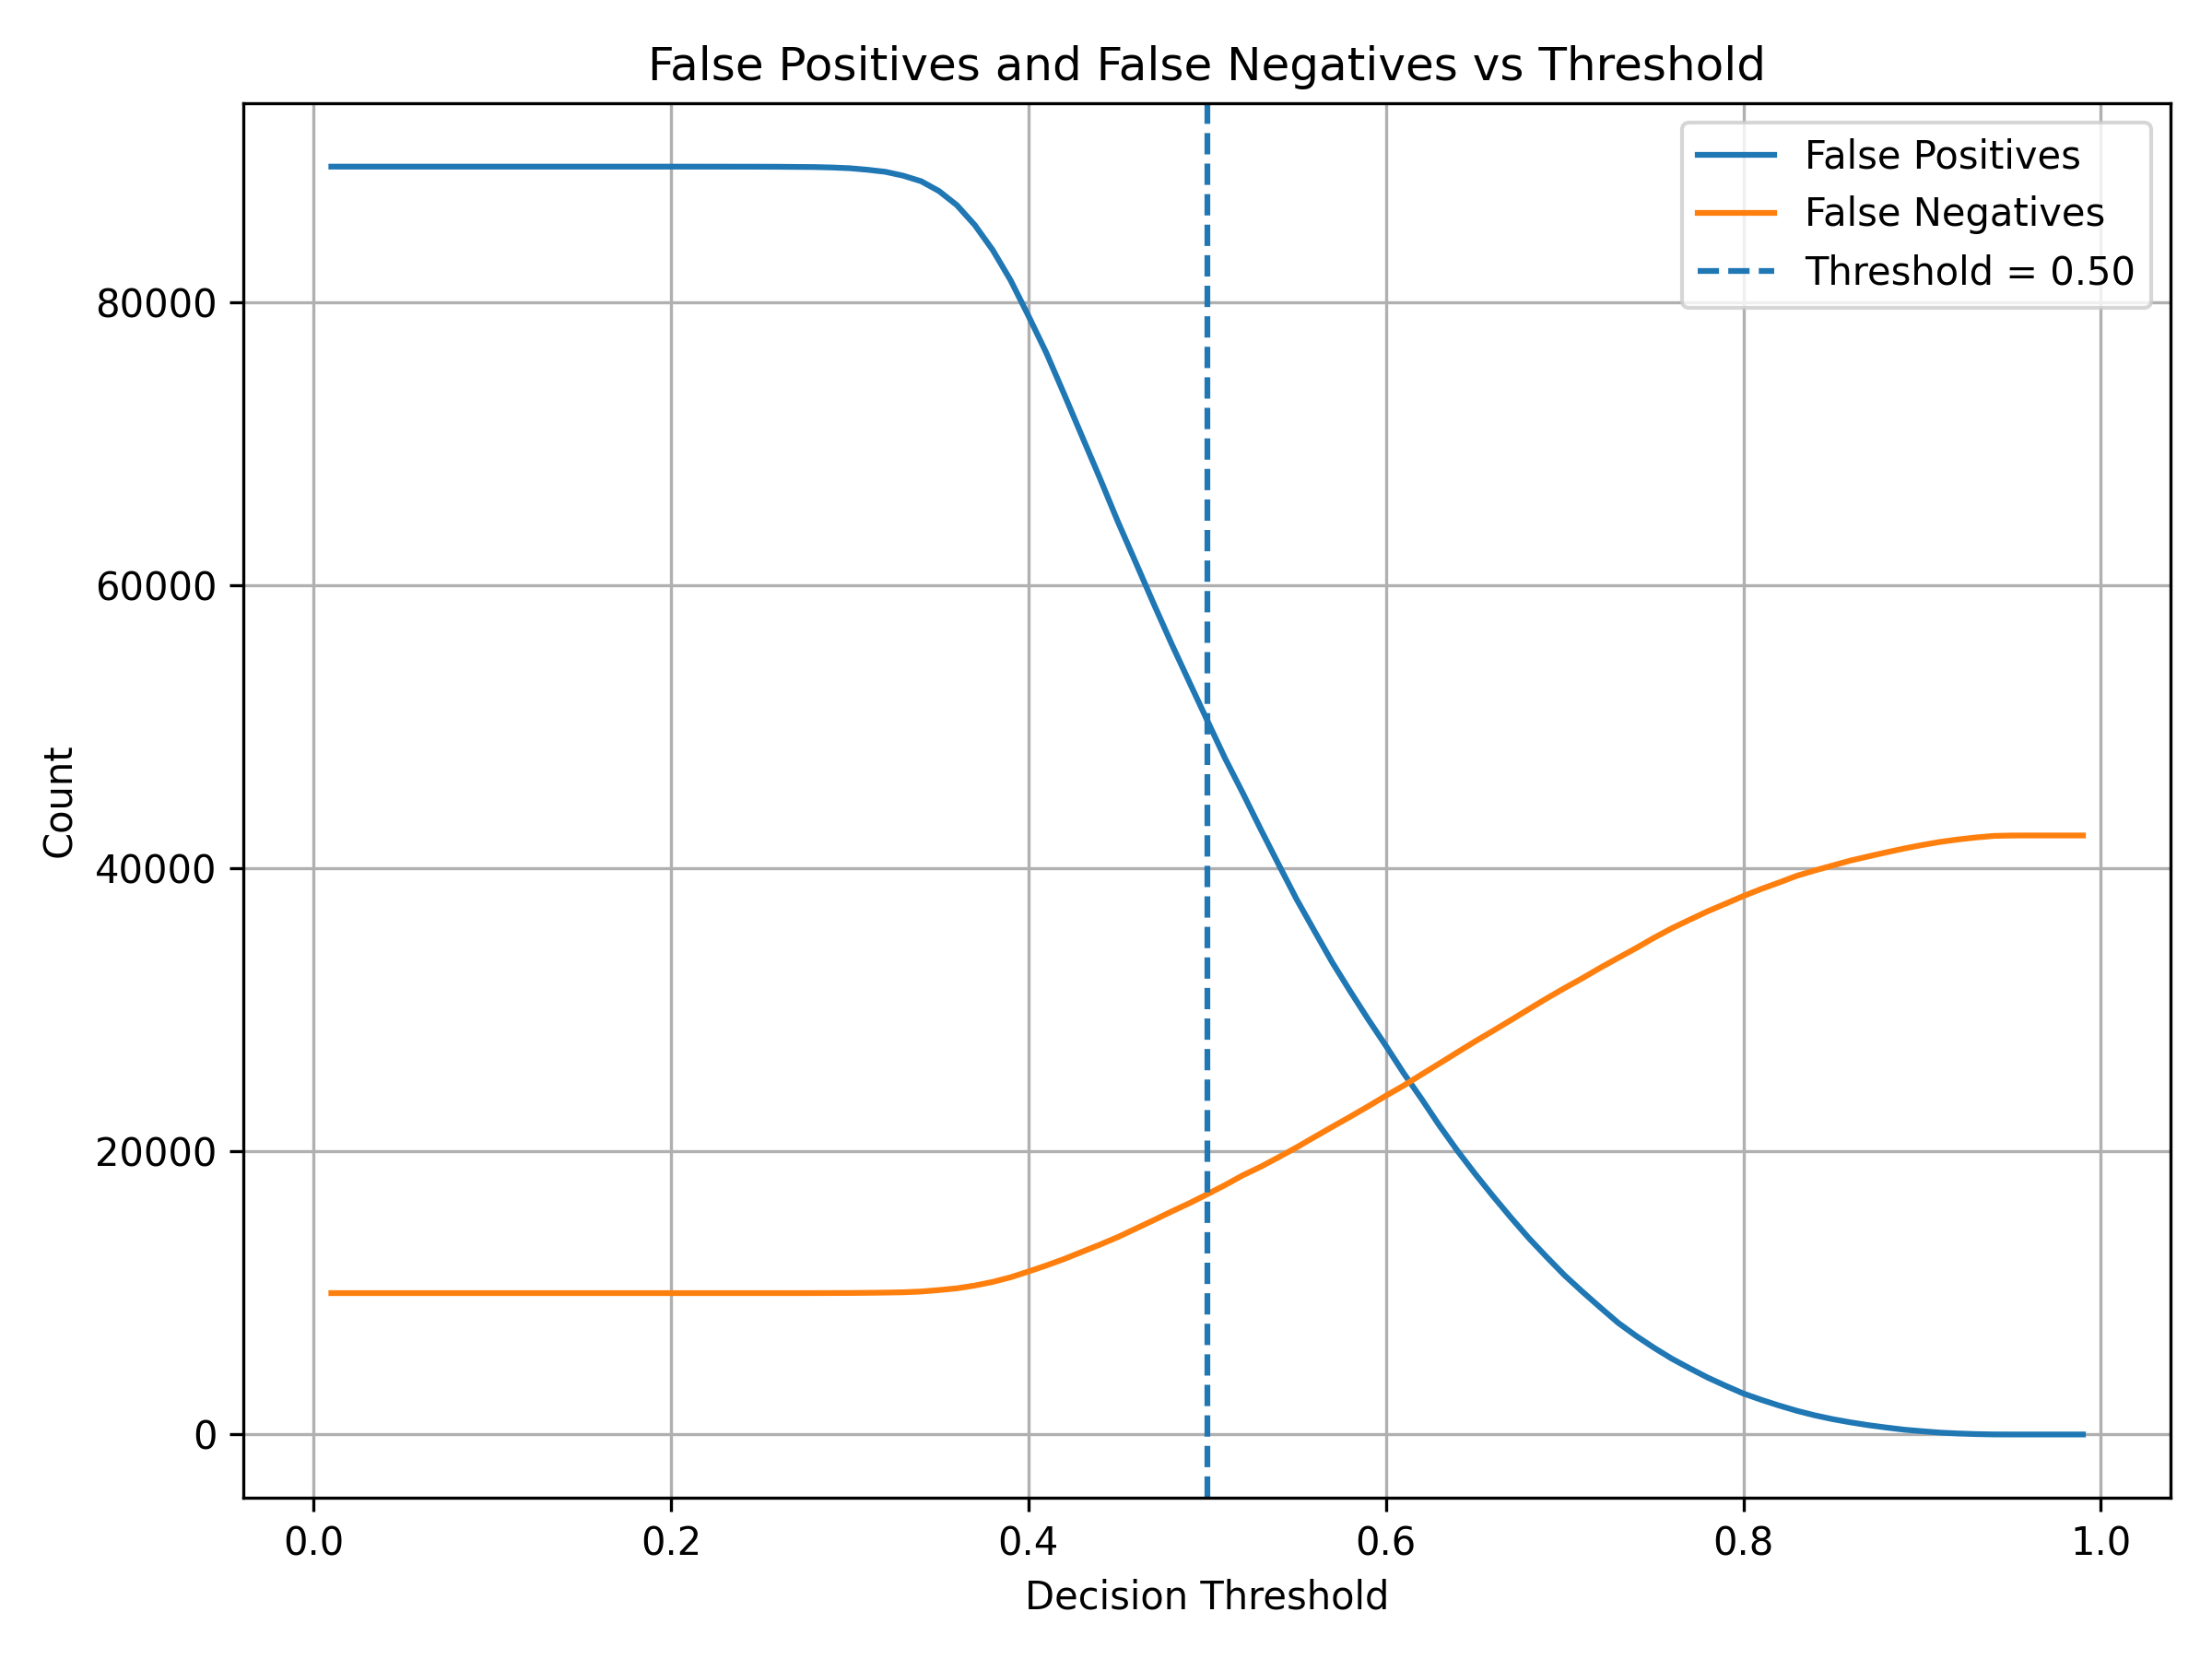 False Positives and False Negatives vs Threshold
False Positives
False Negatives
Threshold = 0.50
80000
60000
40000
20000
0
Count
0.0 0.2 0.4 0.6 0.8 1.0
Decision Threshold